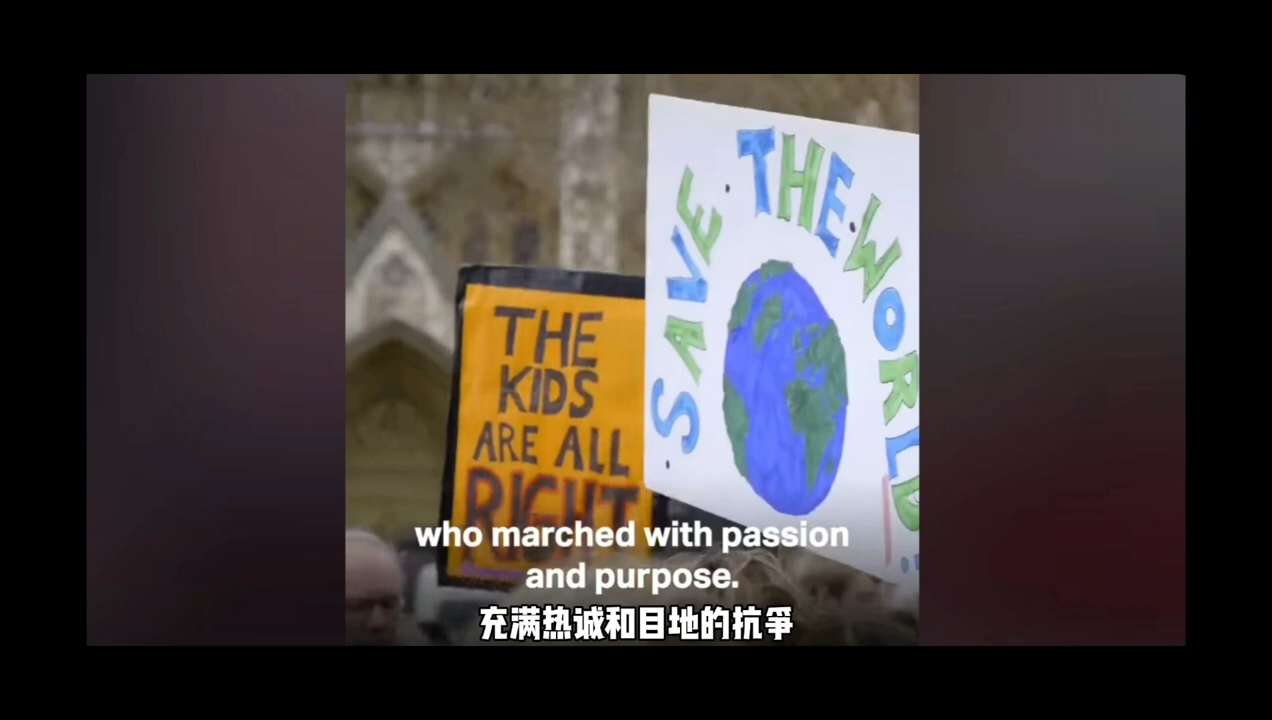 SAVE · THE · WORLD
THE
KIDS
ARE ALL
RIGHT
who marched with passion
and purpose.
充满热诚和目地的抗争